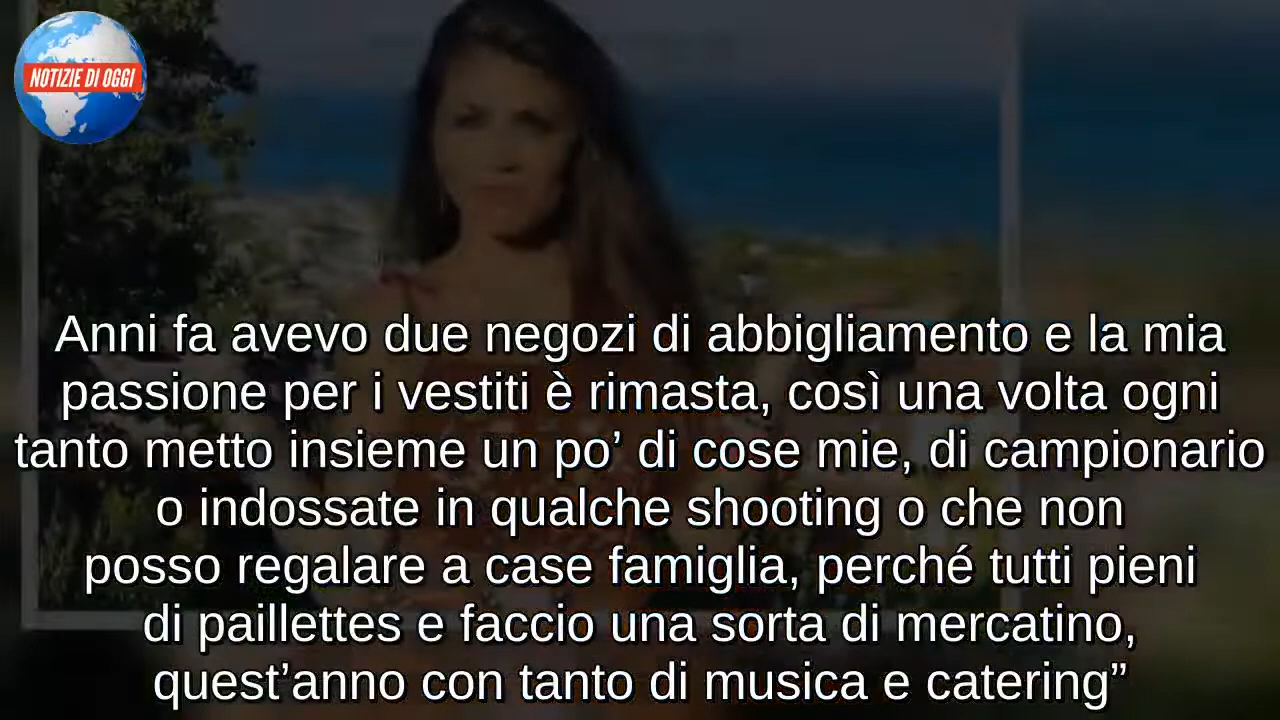 NOTIZIE DI OGGI
Anni fa avevo due negozi di abbigliamento e la mia
passione per i vestiti è rimasta, così una volta ogni
tanto metto insieme un po’ di cose mie, di campionario
o indossate in qualche shooting o che non
posso regalare a case famiglia, perché tutti pieni
di paillettes e faccio una sorta di mercatino,
quest’anno con tanto di musica e catering”